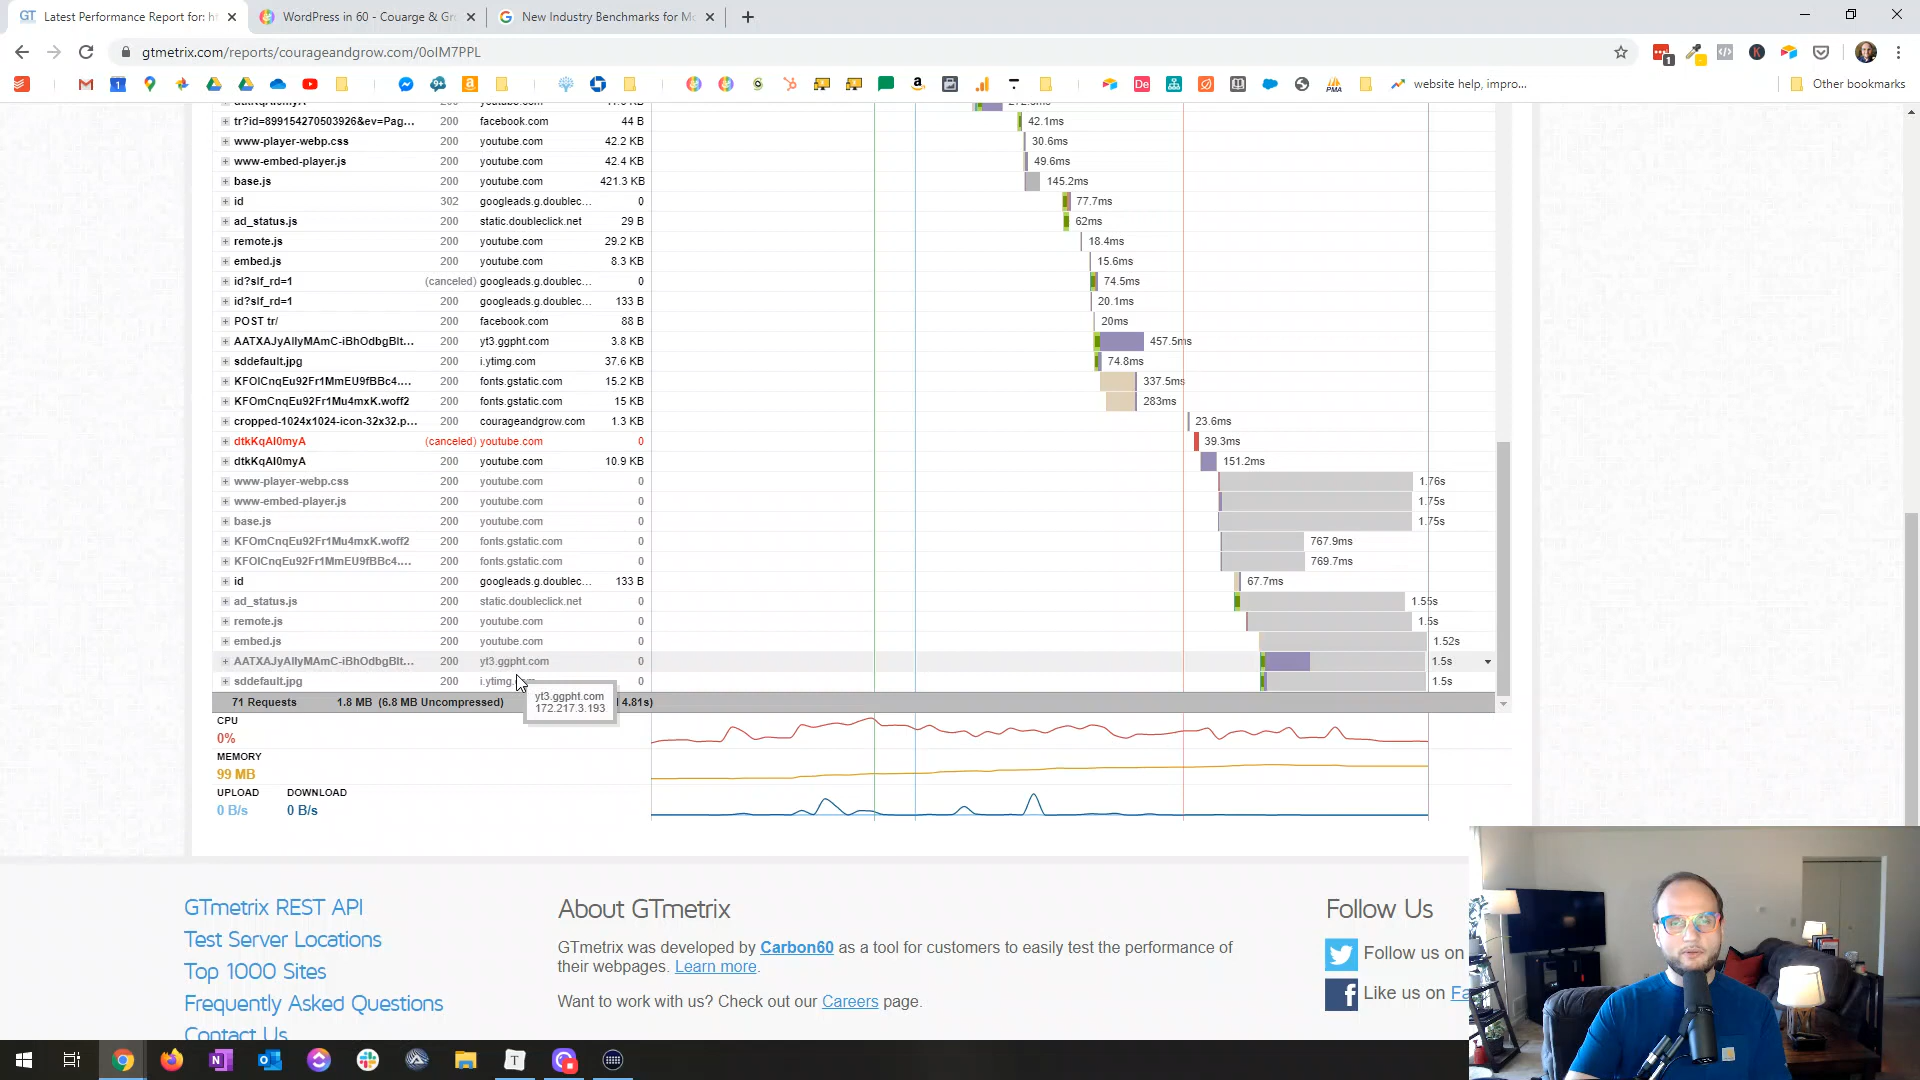 GT Latest Performance Report for: ht
WordPress in 60 - Couarge & Gr
New Industry Benchmarks for Mo
gtmetrix.com/reports/courageandgrow.com/0oIM7PPL
website help, impro...
Other bookmarks
tr?id=899154270503926&ev=Pag... 200 facebook.com 44 B 42.1ms
www-player-webp.css 200 youtube.com 42.2 KB 30.6ms
www-embed-player.js 200 youtube.com 42.4 KB 49.6ms
base.js 200 youtube.com 421.3 KB 145.2ms
id 302 googleads.g.doublec... 0 77.7ms
ad_status.js 200 static.doubleclick.net 29 B 62ms
remote.js 200 youtube.com 29.2 KB 18.4ms
embed.js 200 youtube.com 8.3 KB 15.6ms
id?slf_rd=1 (canceled) googleads.g.doublec... 0 74.5ms
id?slf_rd=1 200 googleads.g.doublec... 133 B 20.1ms
POST tr/ 200 facebook.com 88 B 20ms
AATXAJyAIlyMAmC-iBhOdbgBIt... 200 yt3.ggpht.com 3.8 KB 457.5ms
sddefault.jpg 200 i.ytimg.com 37.6 KB 74.8ms
KFOlCnqEu92Fr1MmEU9fBBc4.... 200 fonts.gstatic.com 15.2 KB 337.5ms
KFOmCnqEu92Fr1Mu4mxK.woff2 200 fonts.gstatic.com 15 KB 283ms
cropped-1024x1024-icon-32x32.p... 200 courageandgrow.com 1.3 KB 23.6ms
dtkKqAI0myA (canceled) youtube.com 0 39.3ms
dtkKqAI0myA 200 youtube.com 10.9 KB 151.2ms
www-player-webp.css 200 youtube.com 0 1.76s
www-embed-player.js 200 youtube.com 0 1.75s
base.js 200 youtube.com 0 1.75s
KFOmCnqEu92Fr1Mu4mxK.woff2 200 fonts.gstatic.com 0 767.9ms
KFOlCnqEu92Fr1MmEU9fBBc4.... 200 fonts.gstatic.com 0 769.7ms
id 200 googleads.g.doublec... 133 B 67.7ms
ad_status.js 200 static.doubleclick.net 0 1.55s
remote.js 200 youtube.com 0 1.5s
embed.js 200 youtube.com 0 1.52s
AATXAJyAIlyMAmC-iBhOdbgBIt... 200 yt3.ggpht.com 0 1.5s
sddefault.jpg 200 i.ytimg. 0 1.5s
yt3.ggpht.com
172.217.3.193
71 Requests 1.8 MB (6.8 MB Uncompressed) 4.81s)
CPU
0%
MEMORY
99 MB
UPLOAD DOWNLOAD
0 B/s 0 B/s
GTmetrix REST API
Test Server Locations
Top 1000 Sites
Frequently Asked Questions
Contact Us
About GTmetrix
GTmetrix was developed by Carbon60 as a tool for customers to easily test the performance of
their webpages. Learn more.
Want to work with us? Check out our Careers page.
Follow Us
Follow us on
Like us on Fa